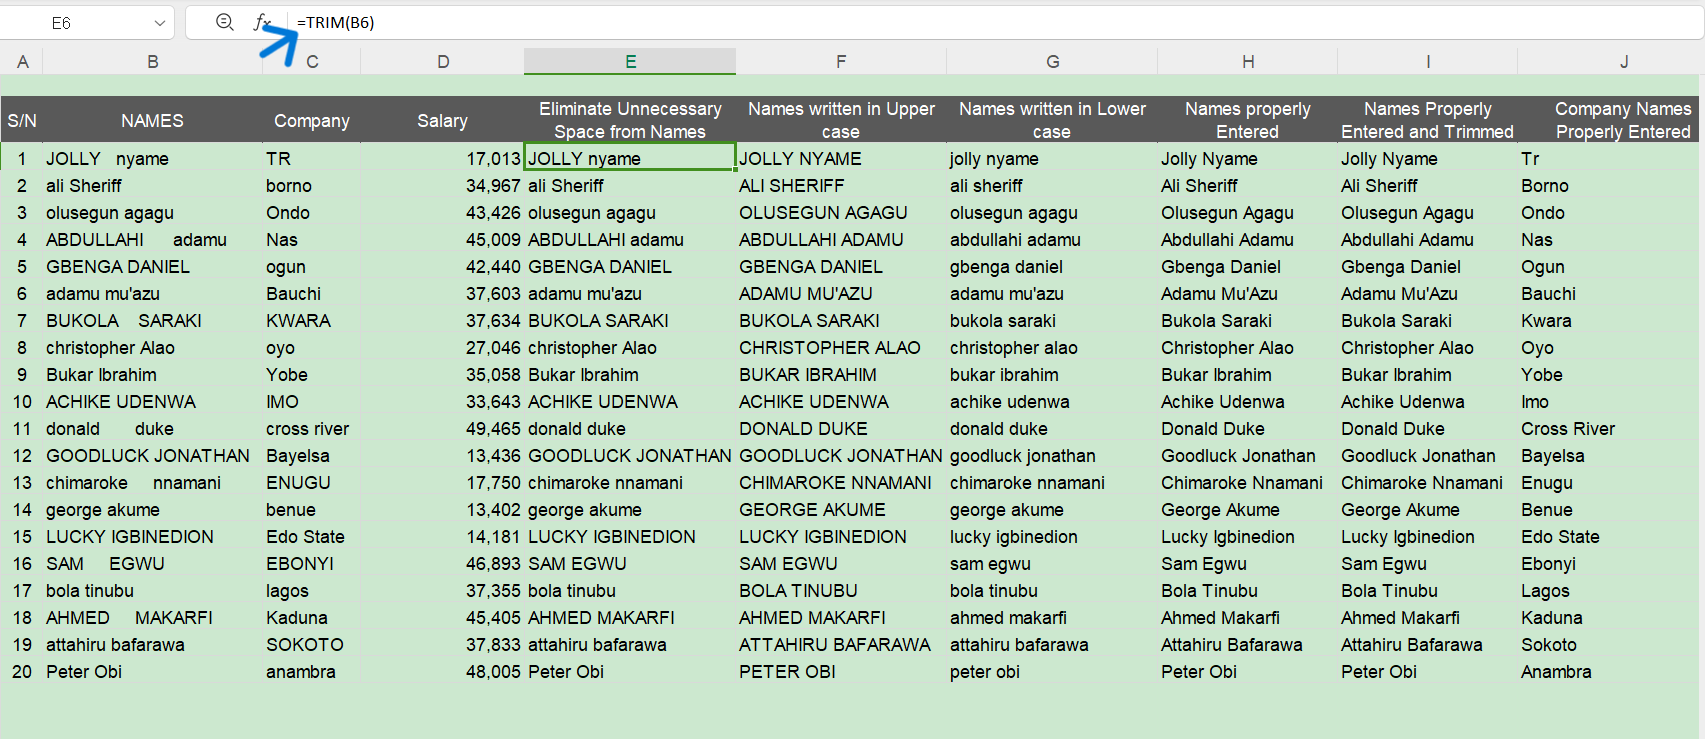 E6 fx =TRIM(B6)
A B C D E F G H I J
S/N NAMES Company Salary Eliminate Unnecessary Space from Names Names written in Upper case Names written in Lower case Names properly Entered Names Properly Entered and Trimmed Company Names Properly Entered
1 JOLLY nyame TR 17,013 JOLLY nyame JOLLY NYAME jolly nyame Jolly Nyame Jolly Nyame Tr
2 ali Sheriff borno 34,967 ali Sheriff ALI SHERIFF ali sheriff Ali Sheriff Ali Sheriff Borno
3 olusegun agagu Ondo 43,426 olusegun agagu OLUSEGUN AGAGU olusegun agagu Olusegun Agagu Olusegun Agagu Ondo
4 ABDULLAHI adamu Nas 45,009 ABDULLAHI adamu ABDULLAHI ADAMU abdullahi adamu Abdullahi Adamu Abdullahi Adamu Nas
5 GBENGA DANIEL ogun 42,440 GBENGA DANIEL GBENGA DANIEL gbenga daniel Gbenga Daniel Gbenga Daniel Ogun
6 adamu mu'azu Bauchi 37,603 adamu mu'azu ADAMU MU'AZU adamu mu'azu Adamu Mu'Azu Adamu Mu'Azu Bauchi
7 BUKOLA SARAKI KWARA 37,634 BUKOLA SARAKI BUKOLA SARAKI bukola saraki Bukola Saraki Bukola Saraki Kwara
8 christopher Alao oyo 27,046 christopher Alao CHRISTOPHER ALAO christopher alao Christopher Alao Christopher Alao Oyo
9 Bukar Ibrahim Yobe 35,058 Bukar Ibrahim BUKAR IBRAHIM bukar ibrahim Bukar Ibrahim Bukar Ibrahim Yobe
10 ACHIKE UDENWA IMO 33,643 ACHIKE UDENWA ACHIKE UDENWA achike udenwa Achike Udenwa Achike Udenwa Imo
11 donald duke cross river 49,465 donald duke DONALD DUKE donald duke Donald Duke Donald Duke Cross River
12 GOODLUCK JONATHAN Bayelsa 13,436 GOODLUCK JONATHAN GOODLUCK JONATHAN goodluck jonathan Goodluck Jonathan Goodluck Jonathan Bayelsa
13 chimaroke nnamani ENUGU 17,750 chimaroke nnamani CHIMAROKE NNAMANI chimaroke nnamani Chimaroke Nnamani Chimaroke Nnamani Enugu
14 george akume benue 13,402 george akume GEORGE AKUME george akume George Akume George Akume Benue
15 LUCKY IGBINEDION Edo State 14,181 LUCKY IGBINEDION LUCKY IGBINEDION lucky igbinedion Lucky Igbinedion Lucky Igbinedion Edo State
16 SAM EGWU EBONYI 46,893 SAM EGWU SAM EGWU sam egwu Sam Egwu Sam Egwu Ebonyi
17 bola tinubu lagos 37,355 bola tinubu BOLA TINUBU bola tinubu Bola Tinubu Bola Tinubu Lagos
18 AHMED MAKARFI Kaduna 45,405 AHMED MAKARFI AHMED MAKARFI ahmed makarfi Ahmed Makarfi Ahmed Makarfi Kaduna
19 attahiru bafarawa SOKOTO 37,833 attahiru bafarawa ATTAHIRU BAFARAWA attahiru bafarawa Attahiru Bafarawa Attahiru Bafarawa Sokoto
20 Peter Obi anambra 48,005 Peter Obi PETER OBI peter obi Peter Obi Peter Obi Anambra